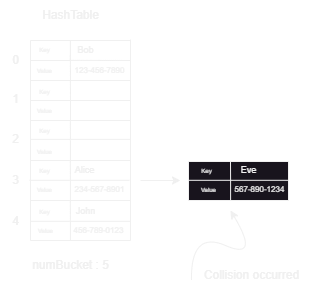 HashTable
0
Key Bob
Value 123-456-7890
1
Key
Value
2
Key
Value
3
Key Alice
Value 234-567-8901
4
Key John
Value 456-789-0123
Key Eve
Value 567-890-1234
numBucket : 5
Collision occurred